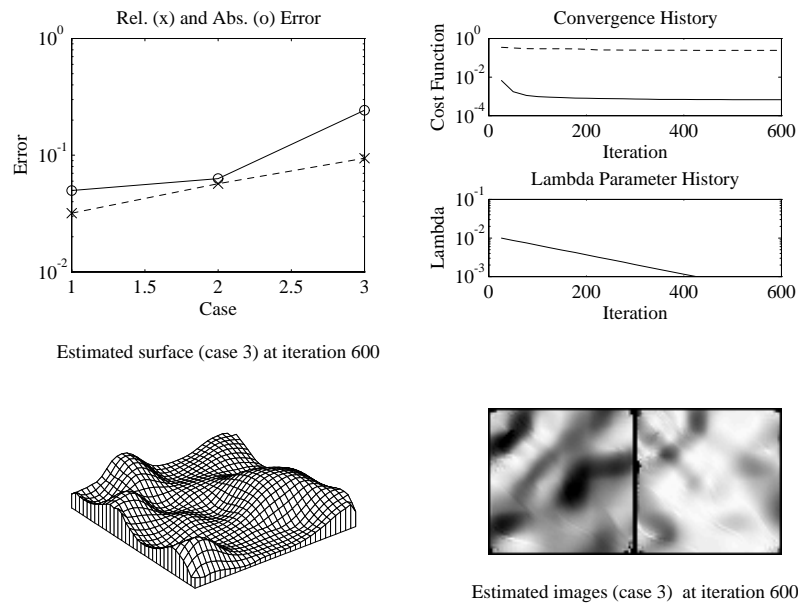 Rel. (x) and Abs. (o) Error
10^0
10^-1
10^-2
Error
1
1.5
2
2.5
3
Case
Convergence History
10^0
10^-2
10^-4
Cost Function
0
200
400
600
Iteration
Lambda Parameter History
10^-1
10^-2
10^-3
Lambda
0
200
400
600
Iteration
Estimated surface (case 3) at iteration 600
Estimated images (case 3) at iteration 600